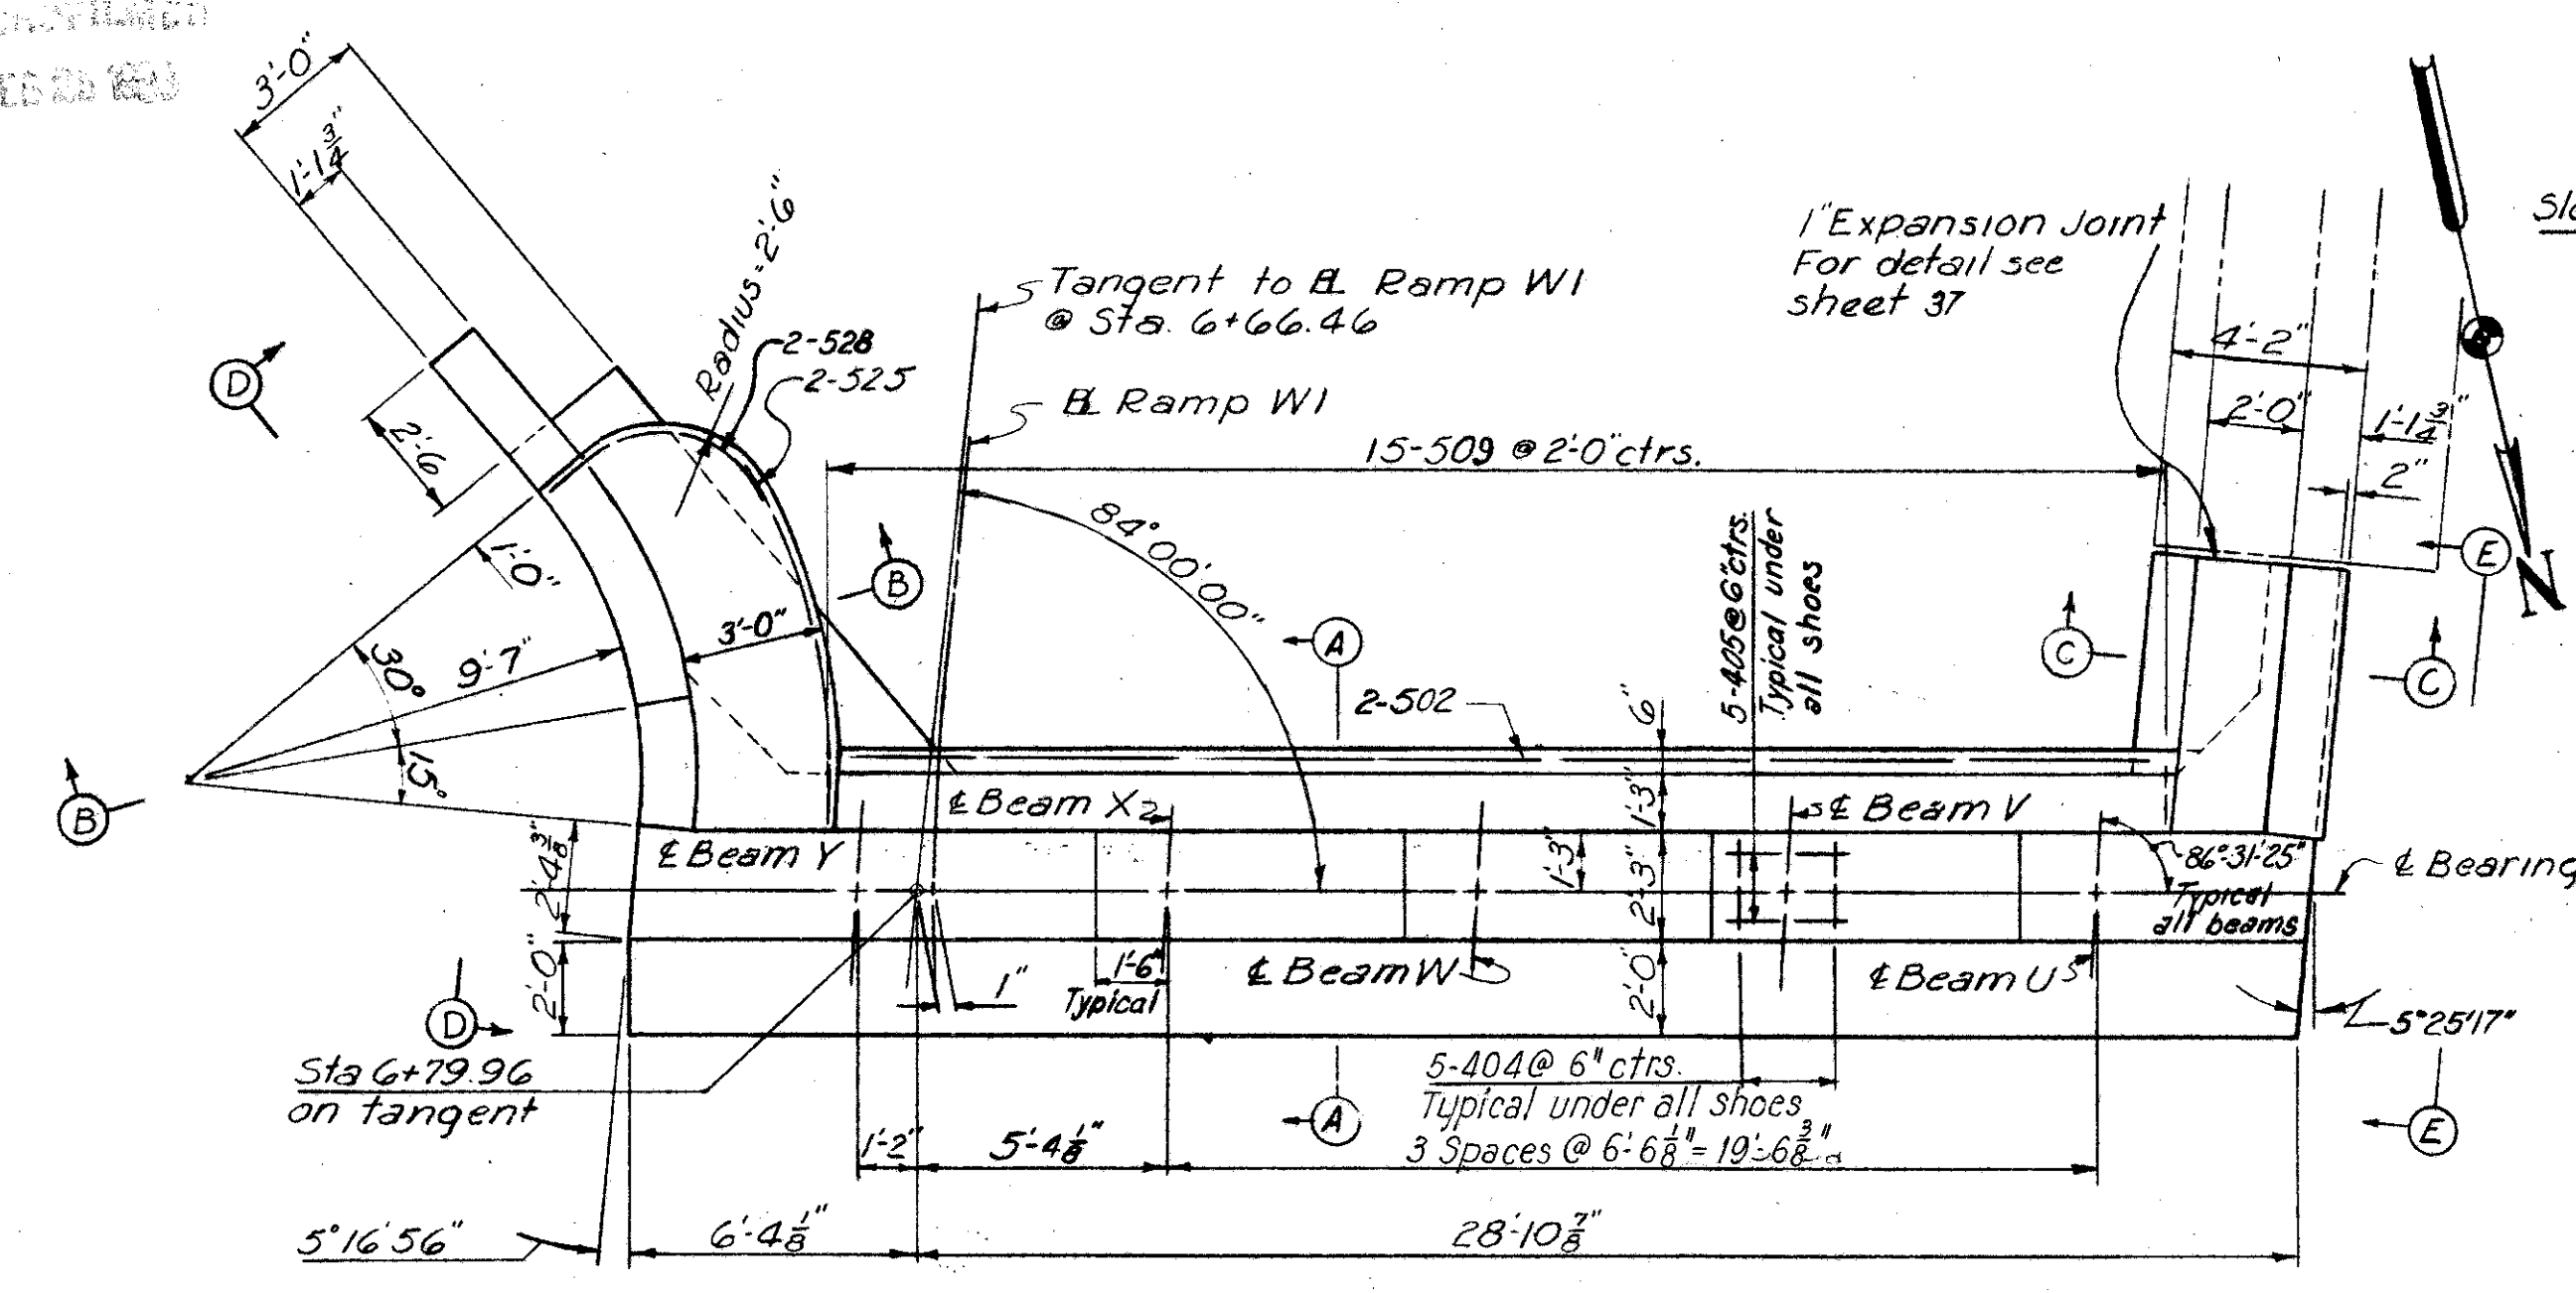 3'-0"
1'-1 3/4"
Radius=2'-6"
2-528
2-525
Tangent to BL Ramp W1
@ Sta. 6+66.46
BL Ramp W1
1" Expansion Joint
For detail see
sheet 37
4'-2"
2'-0"
1'-1 3/4"
2"
15-509 @ 2'-0" ctrs.
D
2'-6"
1'-0"
30°
9'-7"
15°
3'-0"
B
B
84°00'00"
A
2-502
6"
5-405@6"ctrs.
Typical under
all shoes
C
C
E
N
℄ Beam X2
1'-3"
℄ Beam V
℄ Beam Y
2'-4 3/8"
1'-3"
2'-3"
86°-31'-25"
Typical
all beams
℄ Bearing
2'-0"
1"
1'-6"
Typical
℄ Beam W
2'-0"
℄ Beam U
5°25'17"
D
Sta 6+79.96
on tangent
5-404@ 6" ctrs.
Typical under all shoes
3 Spaces @ 6'-6 1/8" = 19'-6 3/8"
A
E
1'-2"
5'-4 1/8"
5°16'56"
6'-4 1/8"
28'-10 7/8"